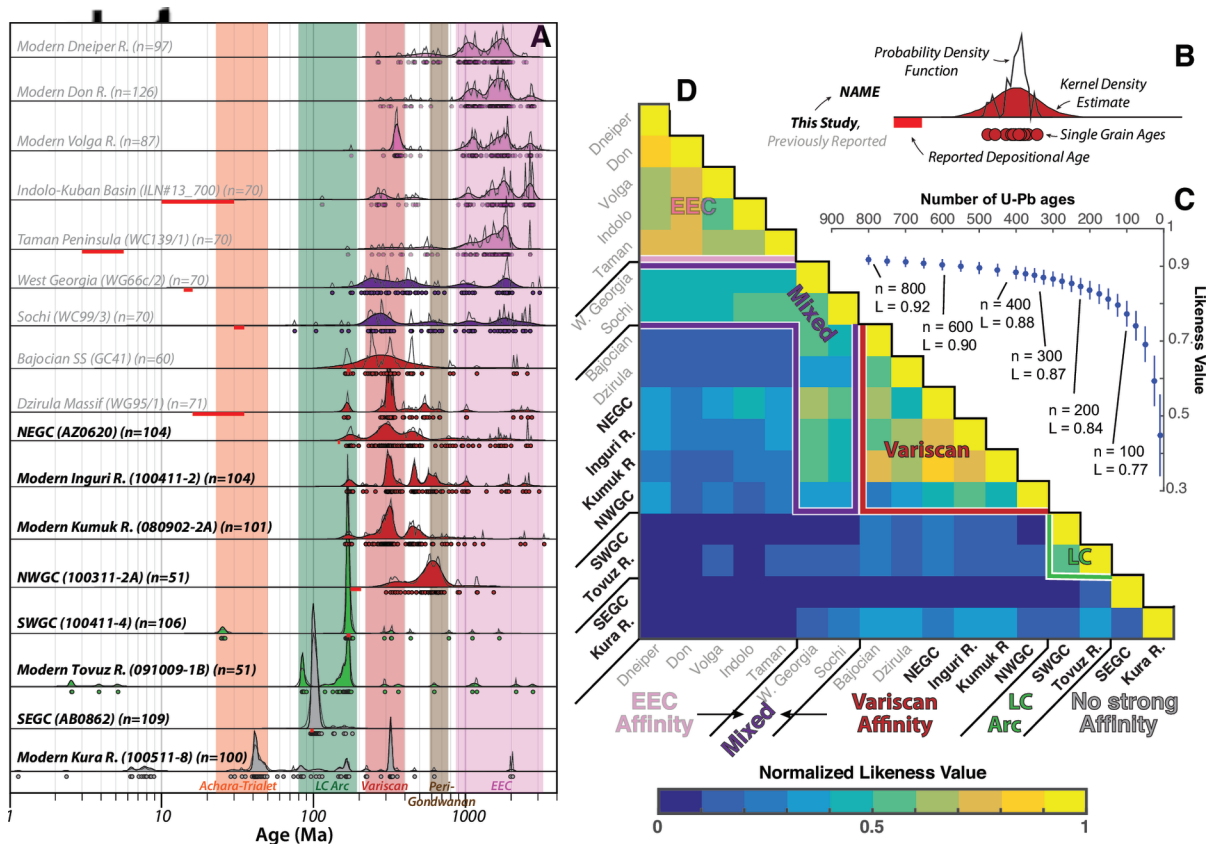 A
Modern Dneiper R. (n=97)
Modern Don R. (n=126)
Modern Volga R. (n=87)
Indolo-Kuban Basin (ILN#13_700) (n=70)
Taman Peninsula (WC139/1) (n=70)
West Georgia (WG66c/2) (n=70)
Sochi (WC99/3) (n=70)
Bajocian SS (GC41) (n=60)
Dzirula Massif (WG95/1) (n=71)
NEGC (AZ0620) (n=104)
Modern Inguri R. (100411-2) (n=104)
Modern Kumuk R. (080902-2A) (n=101)
NWGC (100311-2A) (n=51)
SWGC (100411-4) (n=106)
Modern Tovuz R. (091009-1B) (n=51)
SEGC (AB0862) (n=109)
Modern Kura R. (100511-8) (n=100)
Achara-Trialet
LC Arc
Variscan
Peri-
Gondwanan
EEC
1 10 100 1000
Age (Ma)
B
Probability Density
Function
NAME
This Study,
Previously Reported
Kernel Density
Estimate
Single Grain Ages
Reported Depositional Age
C
Number of U-Pb ages
900 800 700 600 500 400 300 200 100 0
1
0.9
0.7
0.5
0.3
Likeness Value
n = 800
L = 0.92
n = 600
L = 0.90
n = 400
L = 0.88
n = 300
L = 0.87
n = 200
L = 0.84
n = 100
L = 0.77
D
Dneiper
Don
Volga
Indolo
Taman
W. Georgia
Sochi
Bajocian
Dzirula
NEGC
Inguri R.
Kumuk R
NWGC
SWGC
Tovuz R.
SEGC
Kura R.
EEC
Mixed
Variscan
LC
Dneiper
Don
Volga
Indolo
Taman
W. Georgia
Sochi
Bajocian
Dzirula
NEGC
Inguri R.
Kumuk R
NWGC
SWGC
Tovuz R.
SEGC
Kura R.
EEC
Affinity
Mixed
Variscan
Affinity
LC
Arc
No strong
Affinity
Normalized Likeness Value
0 0.5 1